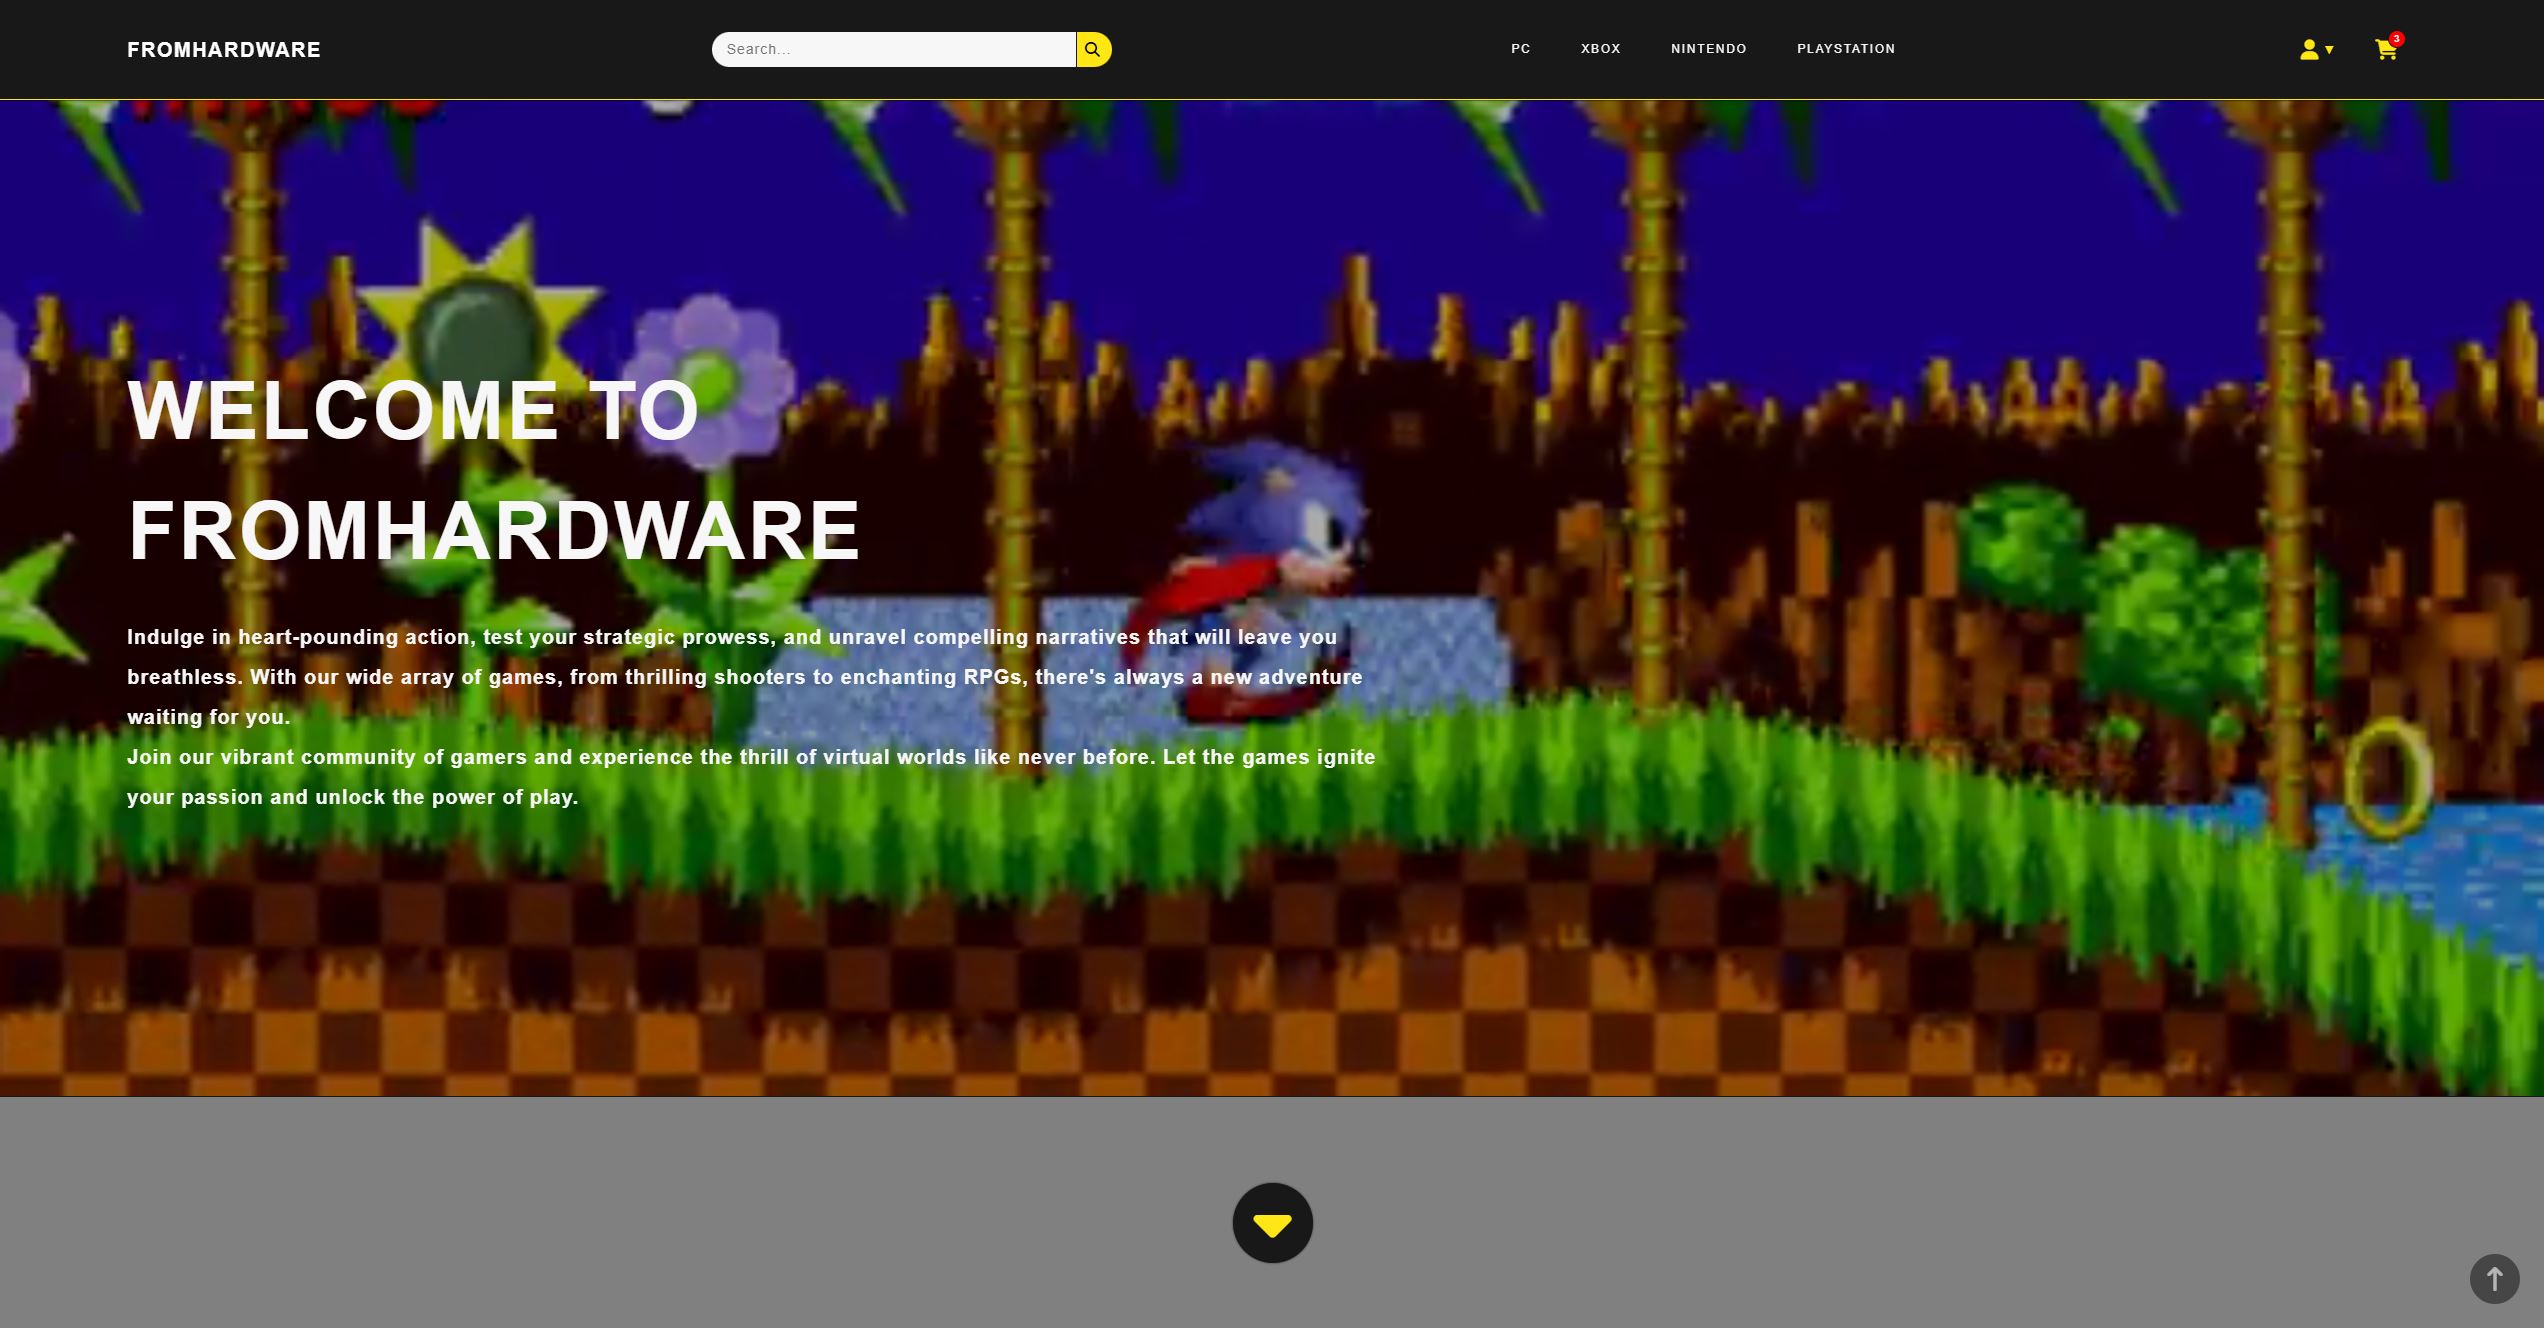 FROMHARDWARE
Search...
PC XBOX NINTENDO PLAYSTATION
3
WELCOME TO
FROMHARDWARE
Indulge in heart-pounding action, test your strategic prowess, and unravel compelling narratives that will leave you
breathless. With our wide array of games, from thrilling shooters to enchanting RPGs, there's always a new adventure
waiting for you.
Join our vibrant community of gamers and experience the thrill of virtual worlds like never before. Let the games ignite
your passion and unlock the power of play.